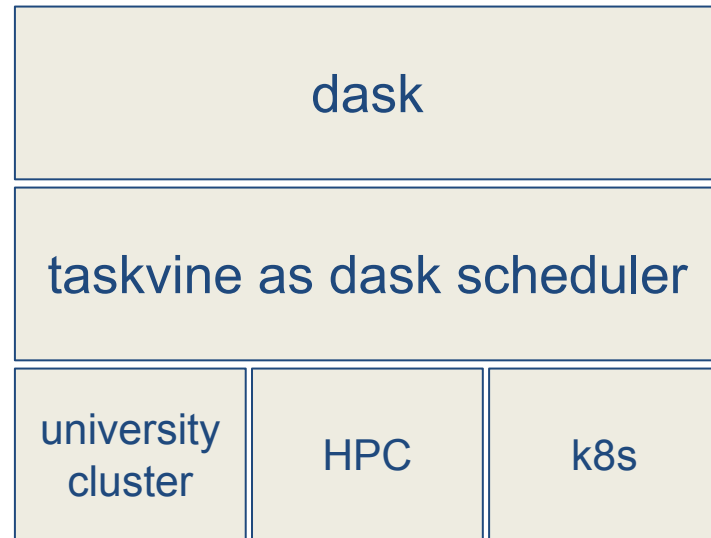 dask
taskvine as dask scheduler
university
cluster
HPC
k8s